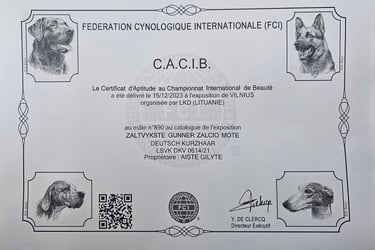 FEDERATION CYNOLOGIQUE INTERNATIONALE (FCI)
C.A.C.I.B.
Le Certificat d'Aptitude au Championnat International de Beauté
a été délivré le 15/12/2023 à l'exposition de VILNIUS
organisée par LKD (LITUANIE)
au mâle n°890 au catalogue de l'exposition
ZALTVYKSTE GUNNER ZALCIO MOTE
DEUTSCH KURZHAAR
LSVK DKV 0614/21
Propriétaire : AISTE GILYTE
FCI
Y. DE CLERCQ
Directeur Exécutif